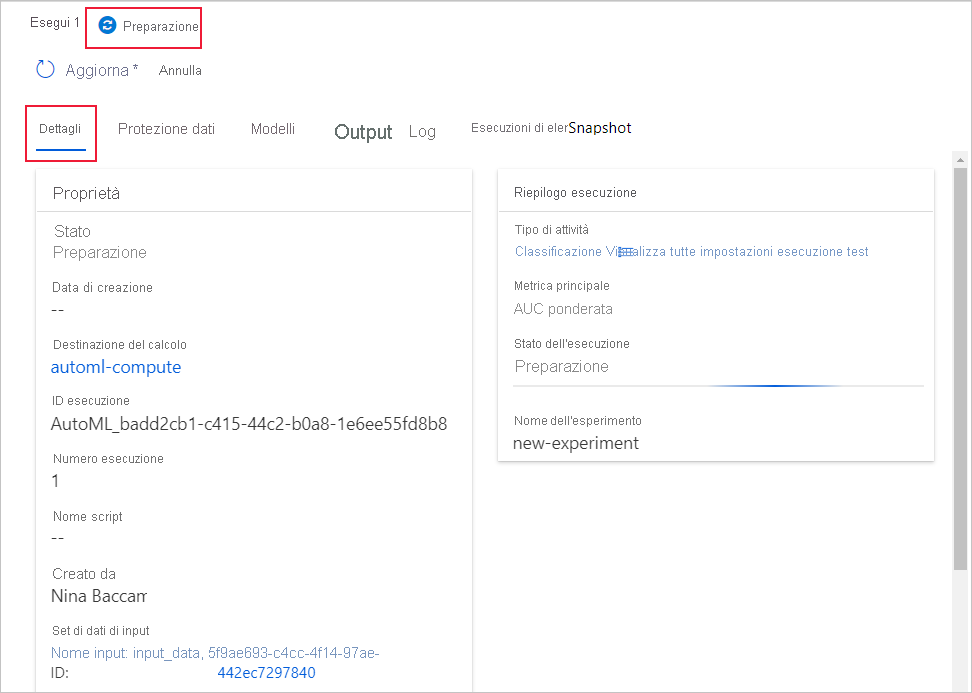 Esegui 1 Preparazione
Aggiorna * Annulla
Dettagli Protezione dati Modelli Output Log Esecuzioni di eler Snapshot
Proprietà
Stato
Preparazione
Data di creazione
--
Destinazione del calcolo
automl-compute
ID esecuzione
AutoML_badd2cb1-c415-44c2-b0a8-1e6ee55fd8b8
Numero esecuzione
1
Nome script
--
Creato da
Nina Baccam
Set di dati di input
Nome input: input_data, 5f9ae693-c4cc-4f14-97ae-
ID: 442ec7297840
Riepilogo esecuzione
Tipo di attività
Classificazione tutte impostazioni esecuzione test
Metrica principale
AUC ponderata
Stato dell'esecuzione
Preparazione
Nome dell'esperimento
new-experiment